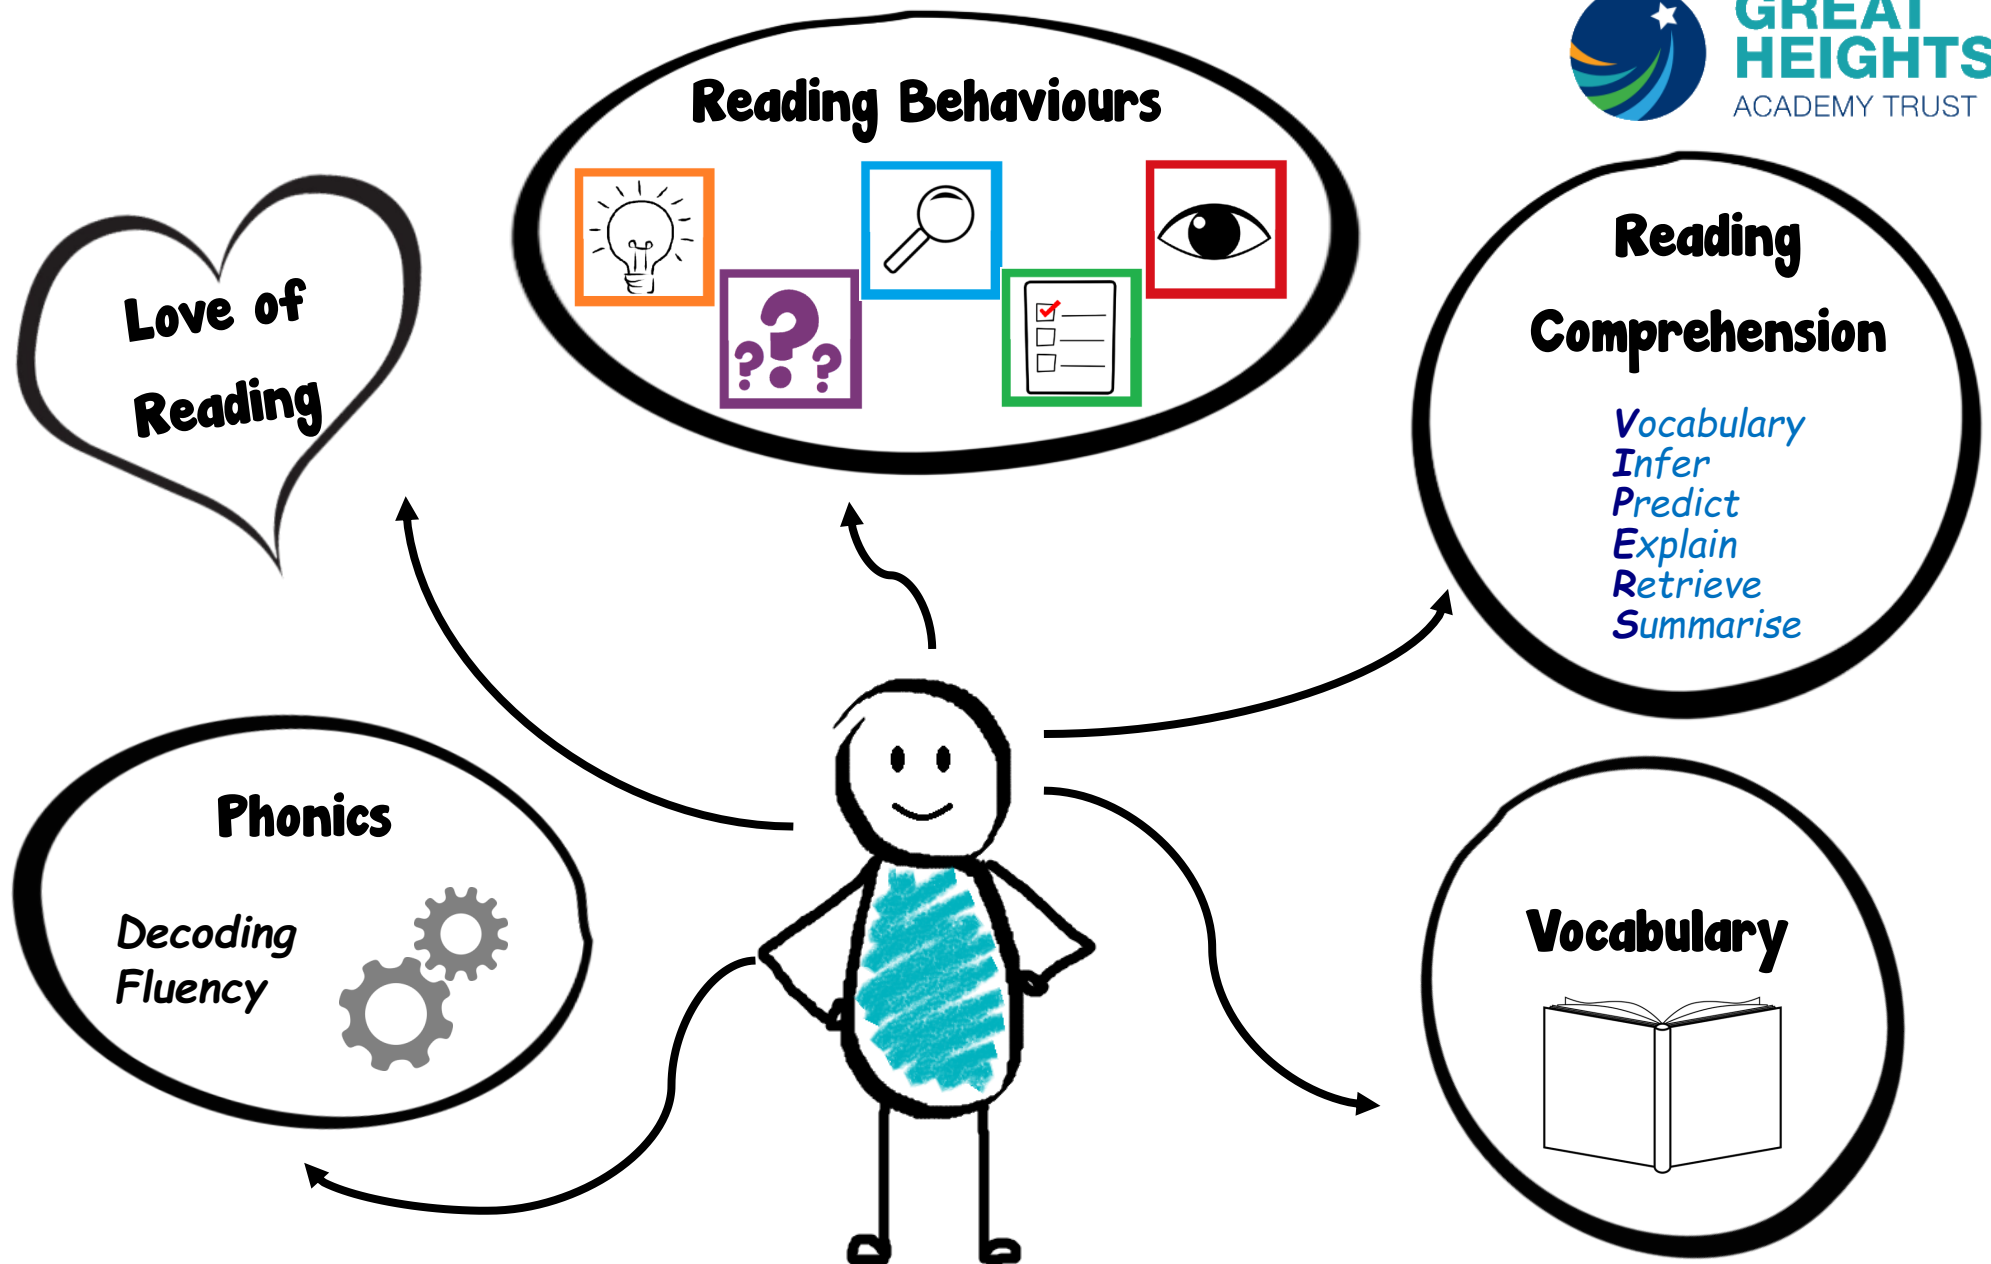 GREAT
HEIGHTS
ACADEMY TRUST
Reading Behaviours
? ? ?
Love of
Reading
Reading
Comprehension
Vocabulary
Infer
Predict
Explain
Retrieve
Summarise
Phonics
Decoding
Fluency
Vocabulary